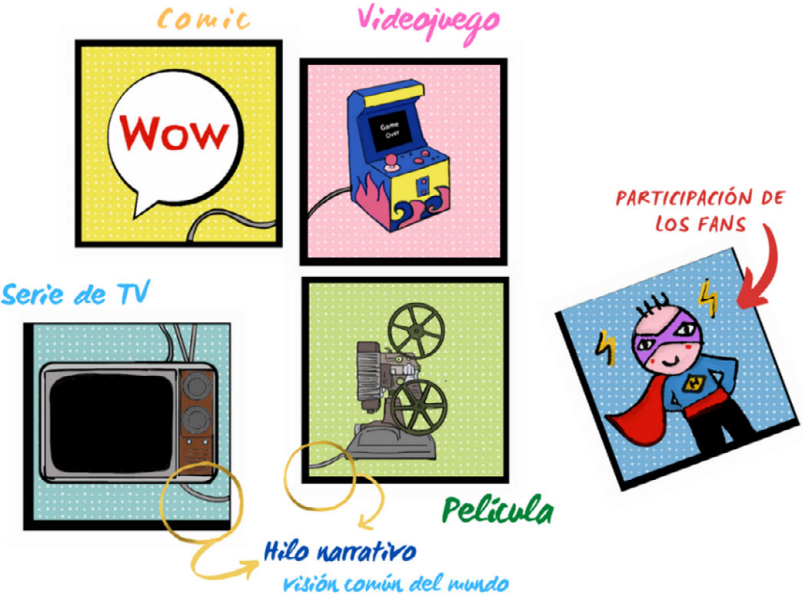 Comic
Videojuego
Wow
Game
Over
PARTICIPACIÓN DE
LOS FANS
Serie de TV
Película
Hilo narrativo
Visión común del mundo